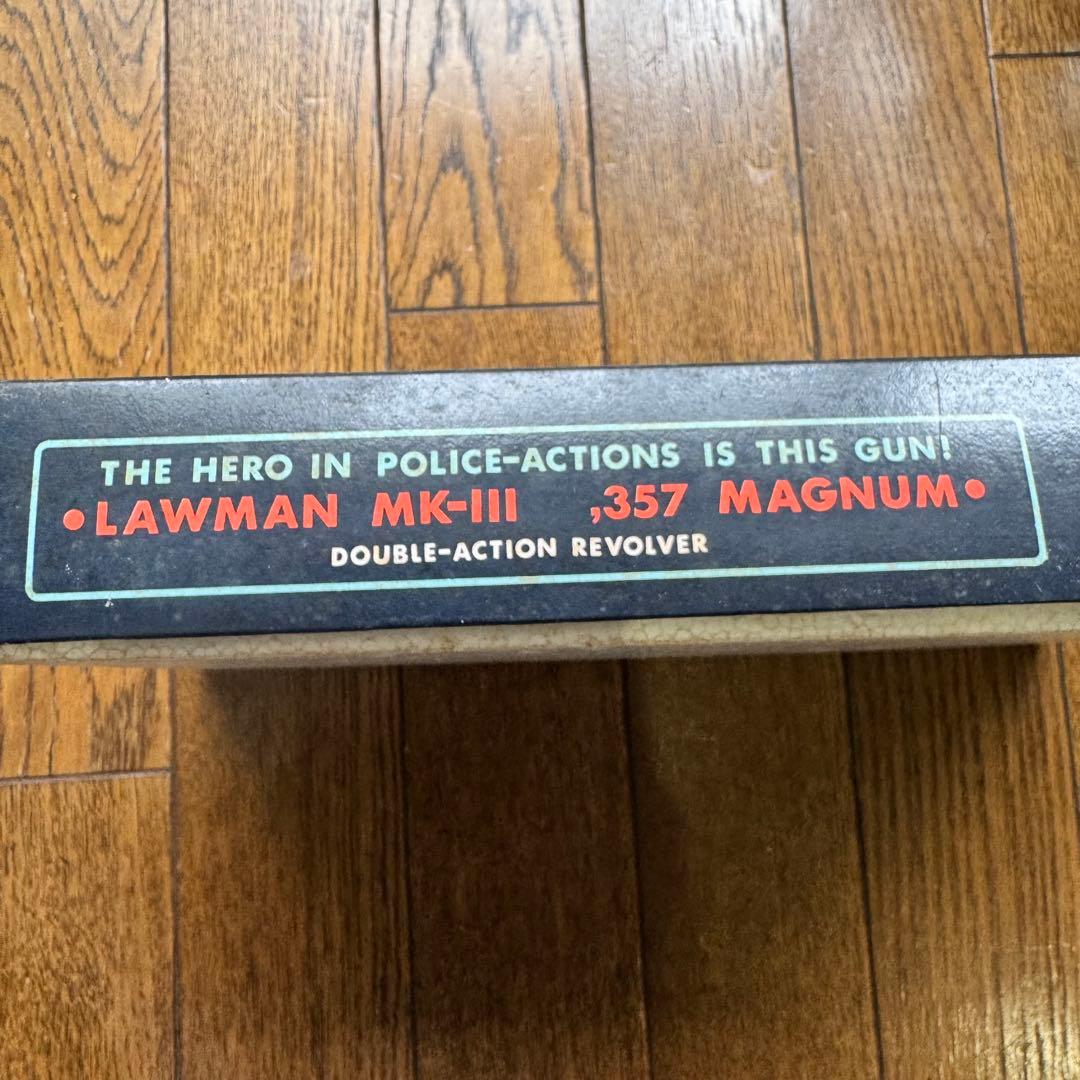 THE HERO IN POLICE-ACTIONS IS THIS GUN!
•LAWMAN MK-III ,357 MAGNUM•
DOUBLE-ACTION REVOLVER